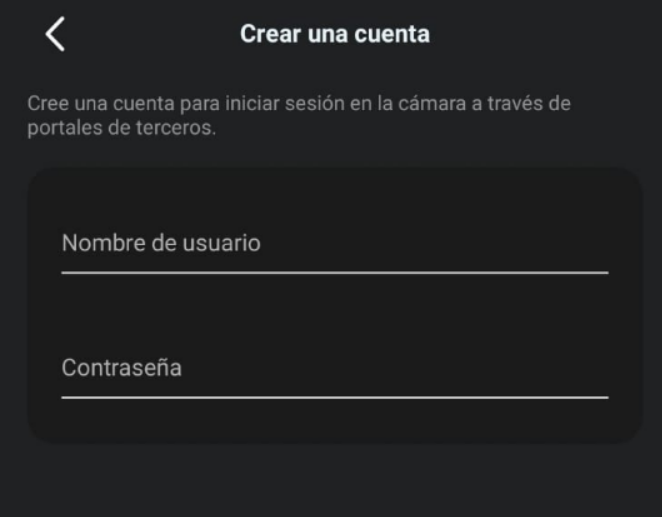 Crear una cuenta
Cree una cuenta para iniciar sesión en la cámara a través de
portales de terceros.
Nombre de usuario
Contraseña